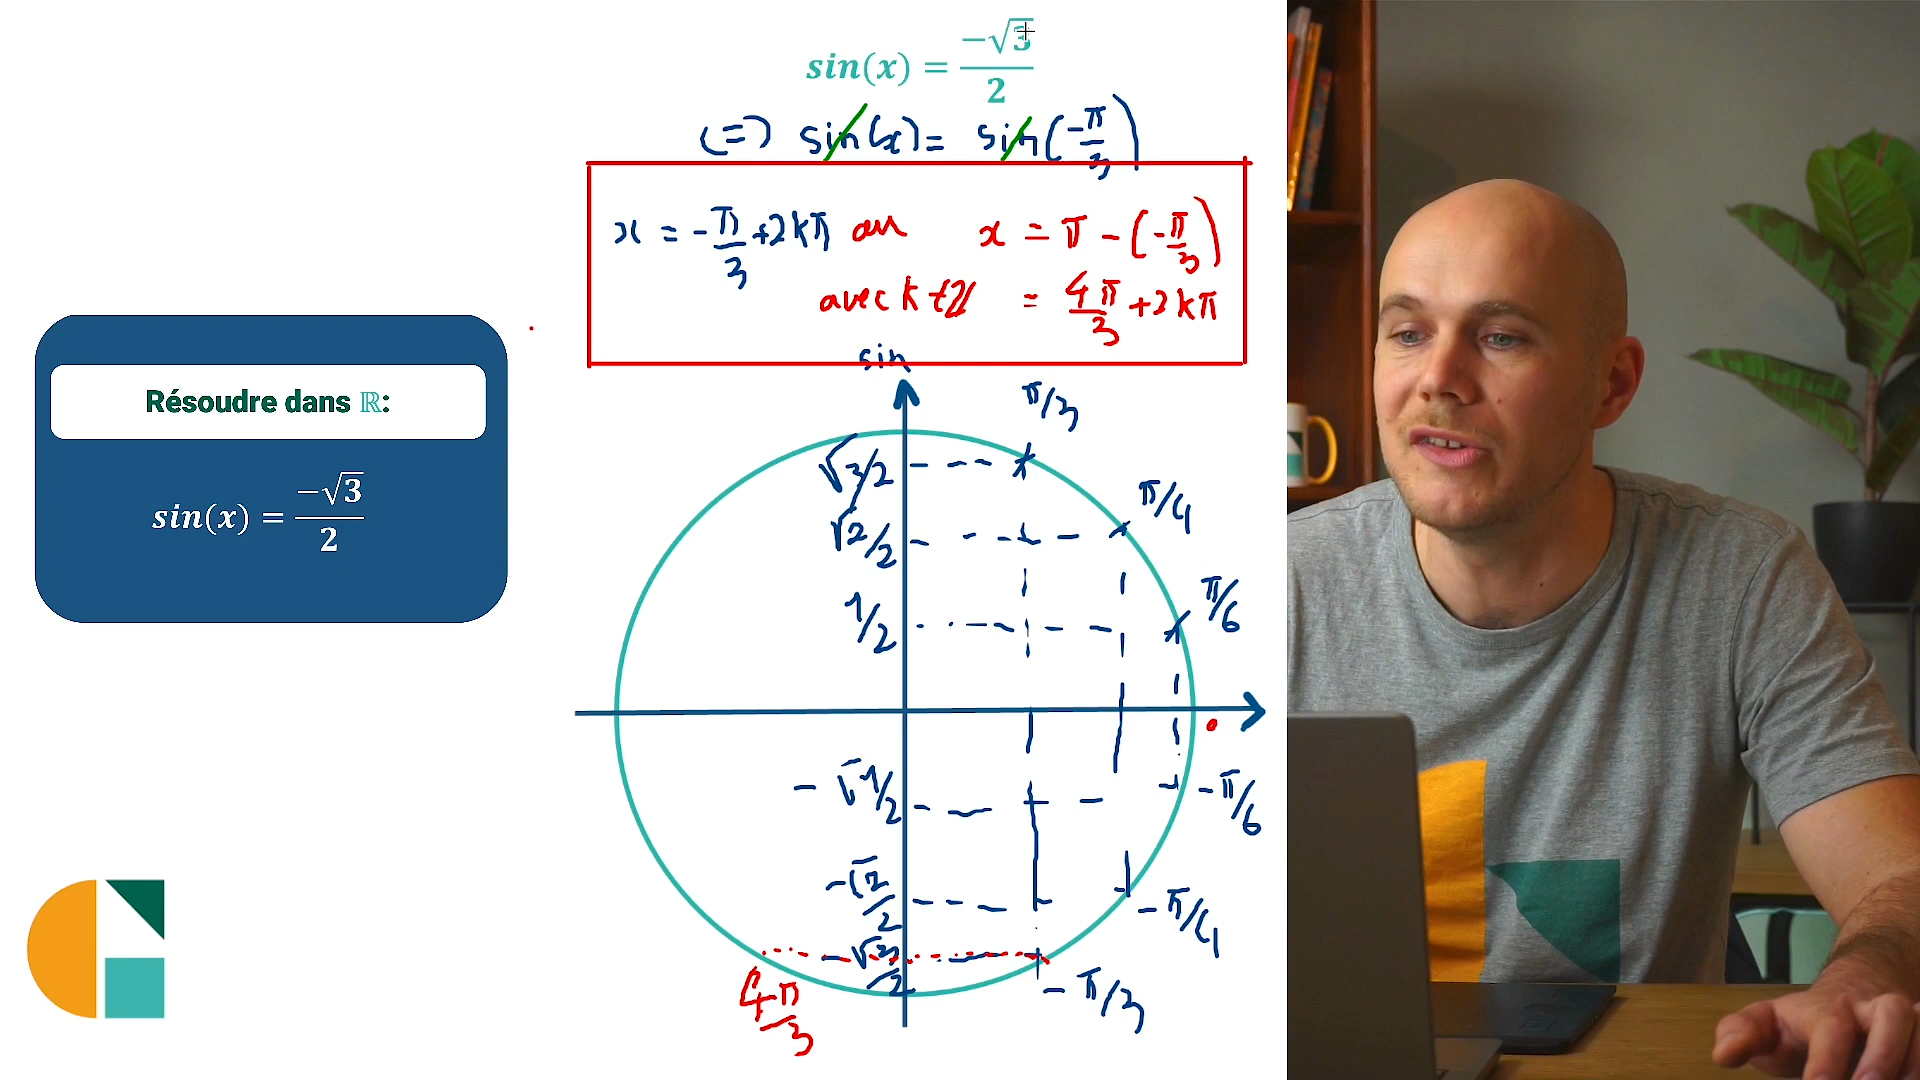 sin(x) = -√3/2
(=) sin(x) = sin(-π/3)
x = -π/3 + 2kπ ou x = π - (-π/3)
avec k ∈ ℤ = 4π/3 + 2kπ
Résoudre dans ℝ:
sin(x) = -√3/2
sin
π/3
√3/2
π/4
√2/2
π/6
1/2
- √1/2
-π/6
-√2/2
-π/4
-√3/2
4π/3
-π/3